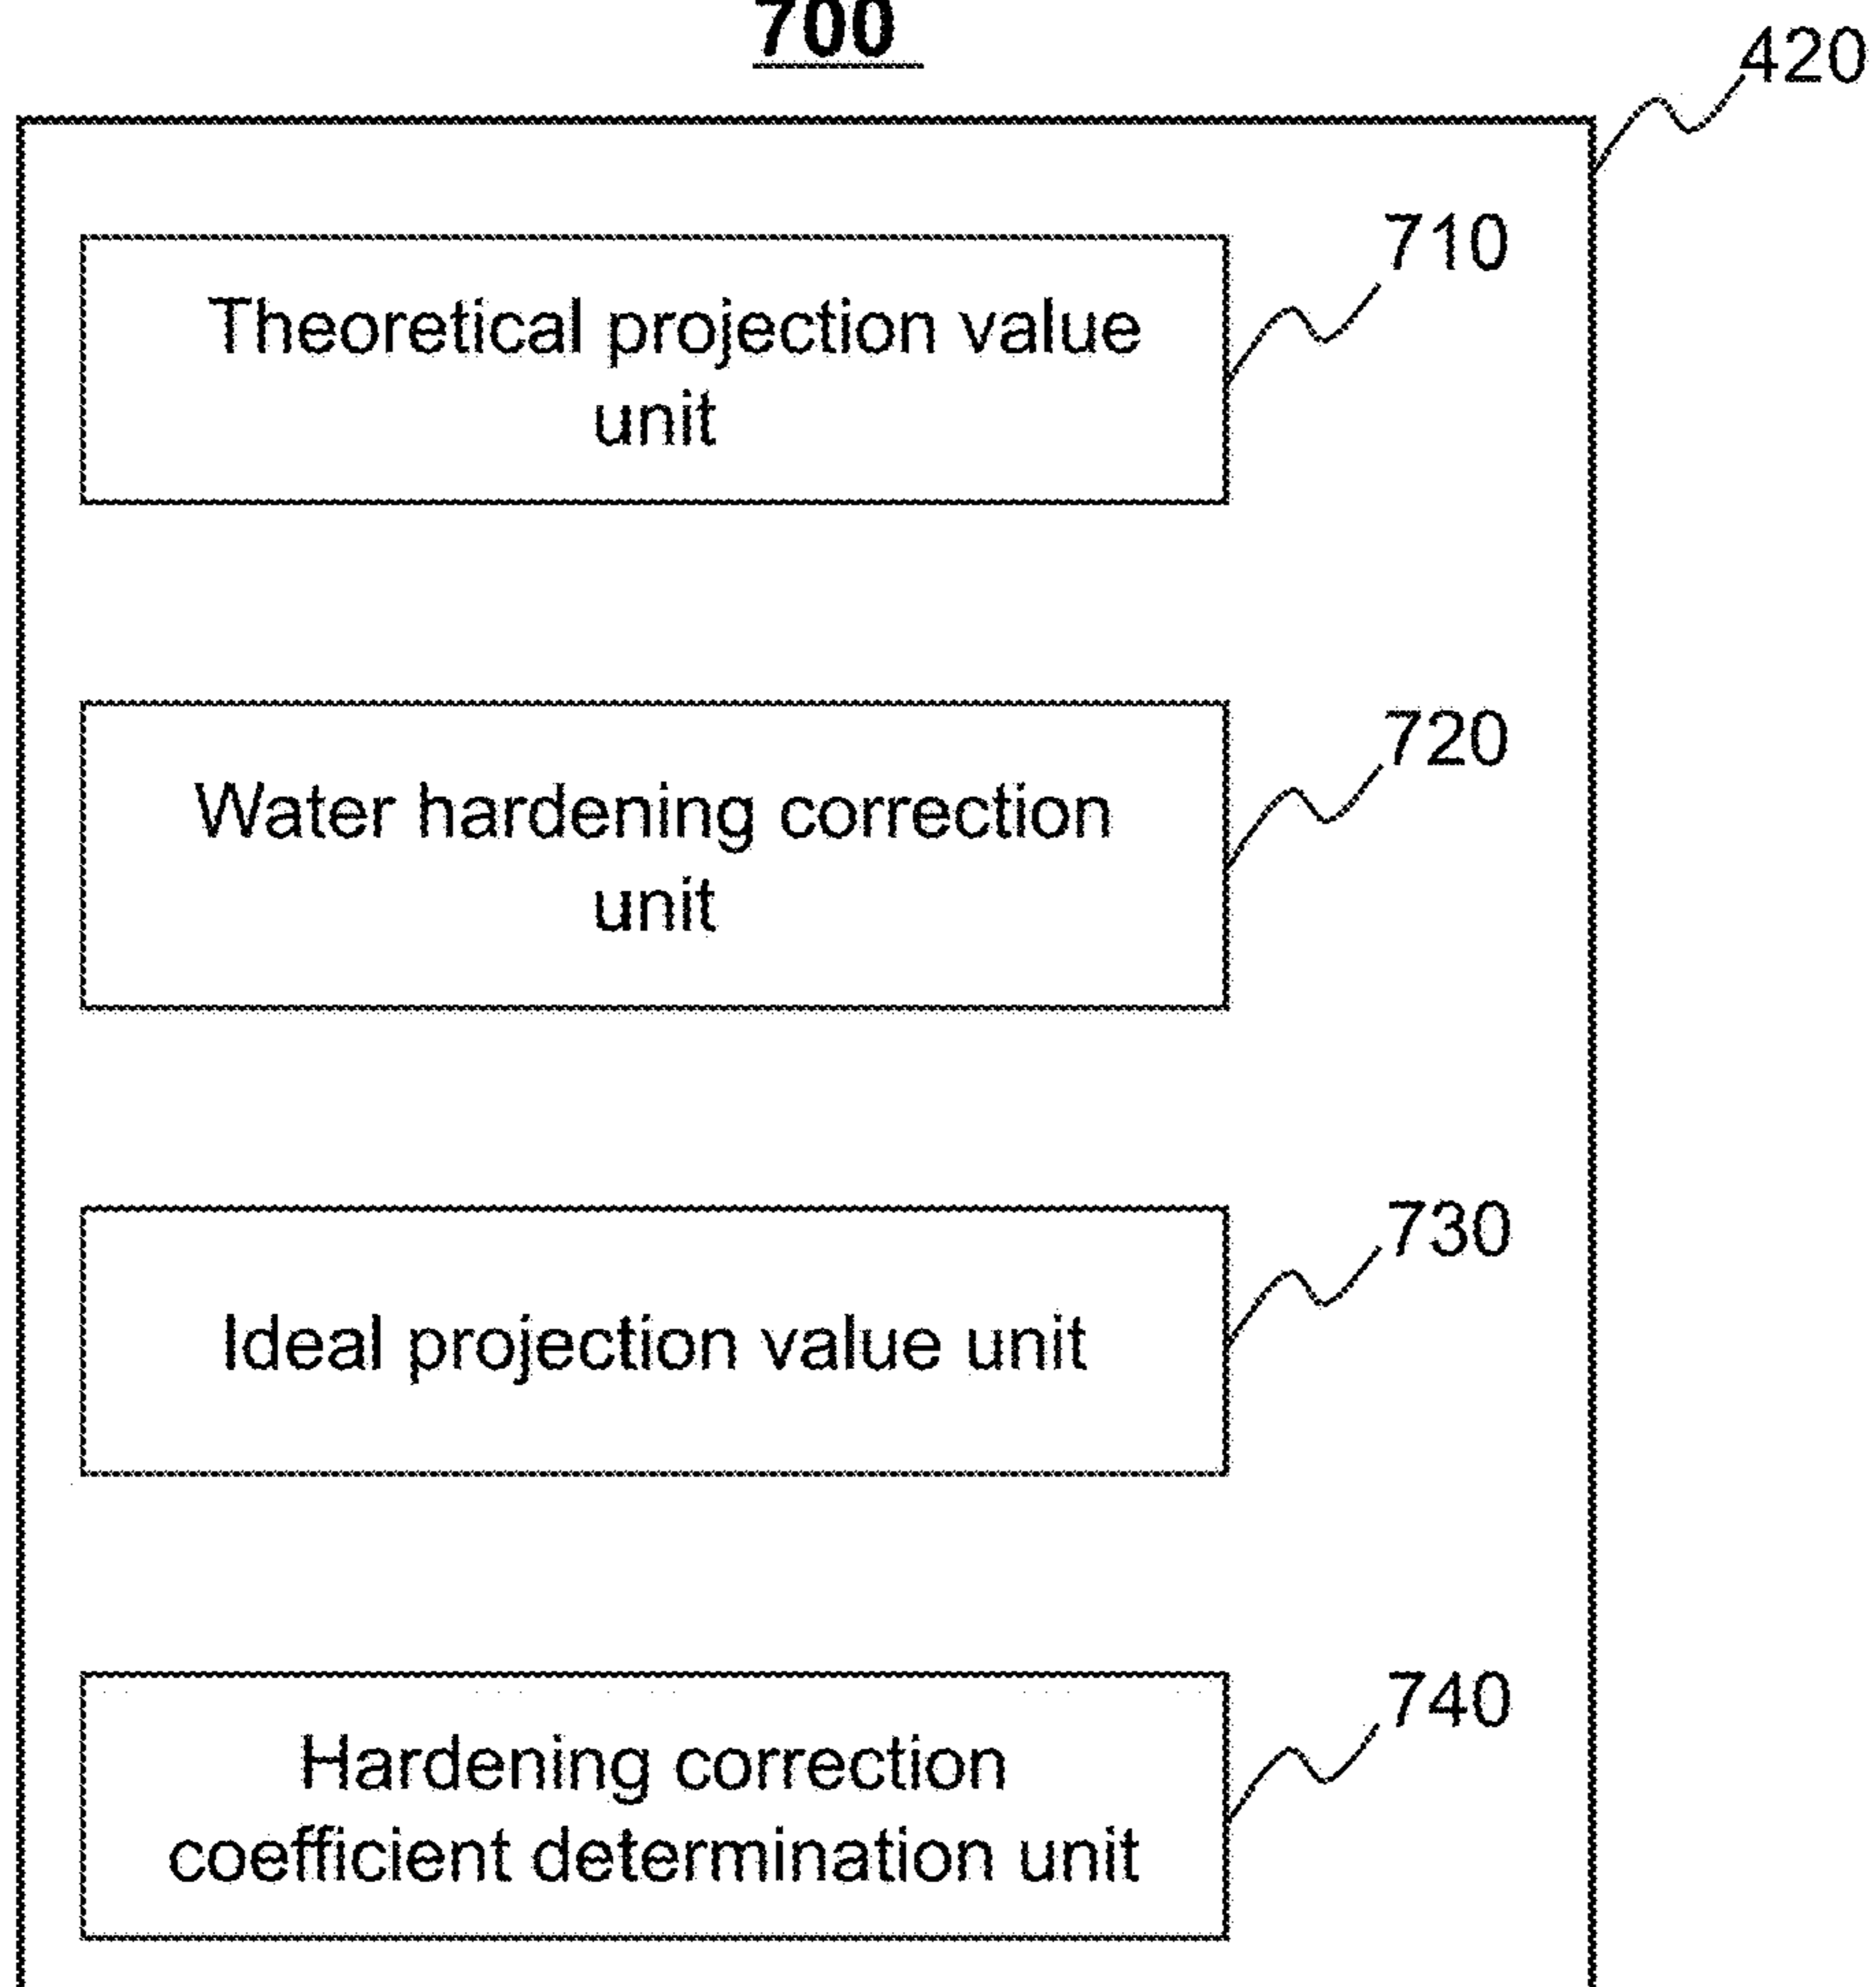 700
420
710
Theoretical projection value
unit
720
Water hardening correction
unit
730
Ideal projection value unit
740
Hardening correction
coefficient determination unit